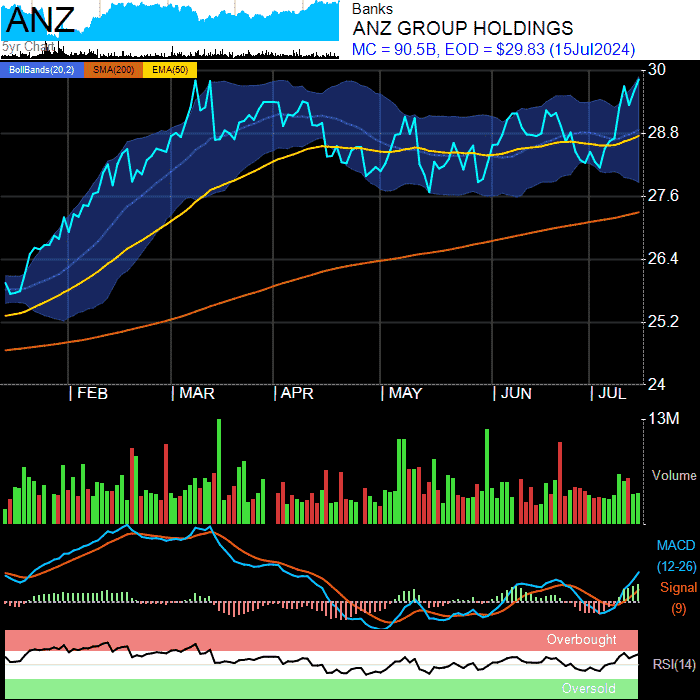 ANZ
5yr Chart
Banks
ANZ GROUP HOLDINGS
MC = 90.5B, EOD = $29.83 (15Jul2024)
BollBands(20,2) SMA(200) EMA(50)
30
28.8
27.6
26.4
25.2
24
| FEB | MAR | APR | MAY | JUN | JUL
13M
Volume
MACD
(12-26)
Signal
(9)
Overbought
RSI(14)
Oversold